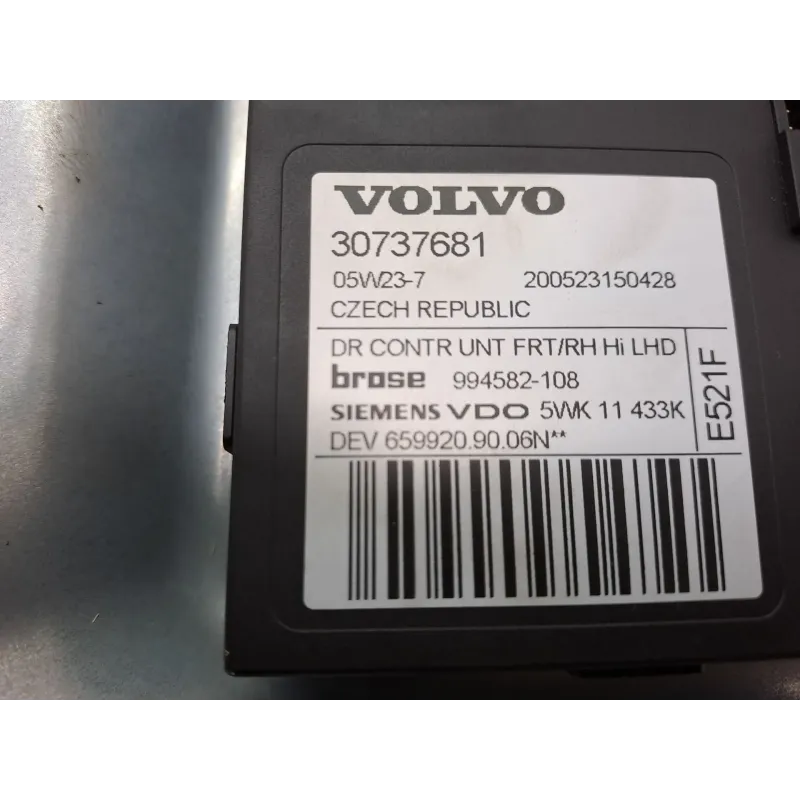 VOLVO
30737681
05W23-7 200523150428
CZECH REPUBLIC
DR CONTR UNT FRT/RH Hi LHD
brose 994582-108
SIEMENS VDO 5WK 11 433K
DEV 659920.90.06N**
E521F